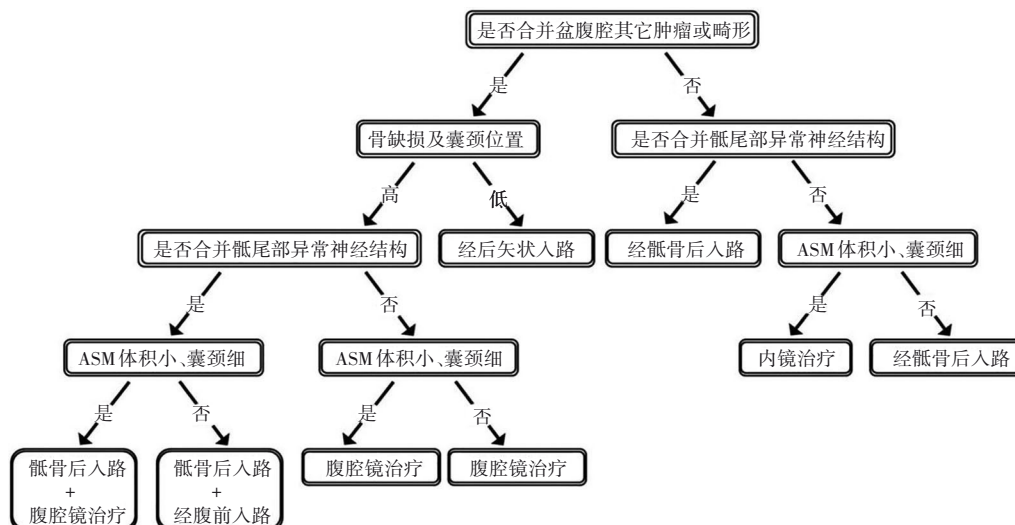 是否合并盆腹腔其它肿瘤或畸形
是
否
骨缺损及囊颈位置
是否合并骶尾部异常神经结构
高
低
是
否
是否合并骶尾部异常神经结构
经后矢状入路
经骶骨后入路
ASM体积小、囊颈细
是
否
是
否
ASM体积小、囊颈细
ASM体积小、囊颈细
内镜治疗
经骶骨后入路
是
否
是
否
骶骨后入路
+
腹腔镜治疗
骶骨后入路
+
经腹前入路
腹腔镜治疗
腹腔镜治疗